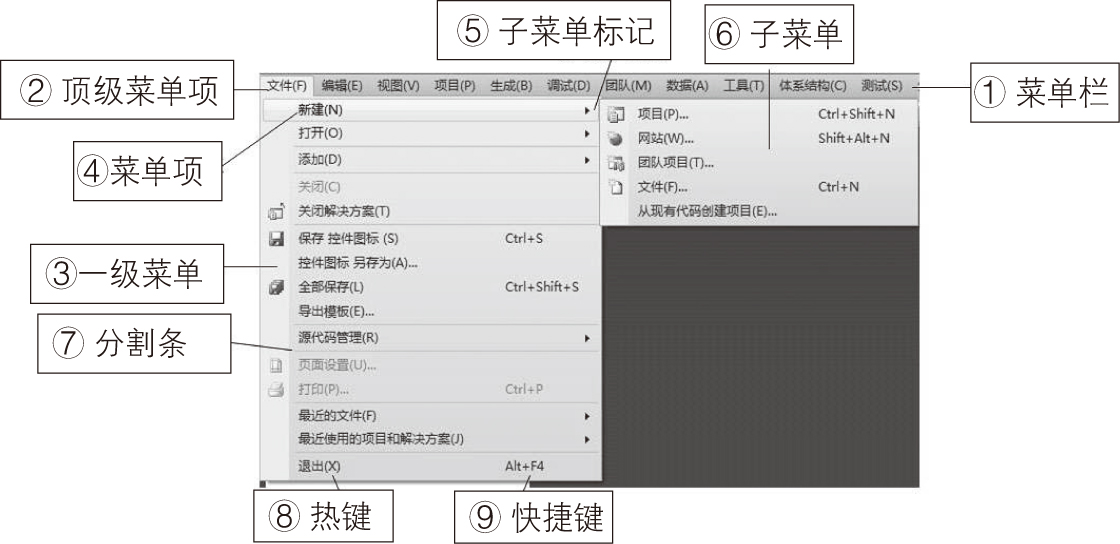 ⑤ 子菜单标记
⑥ 子菜单
② 顶级菜单项
① 菜单栏
文件(F) 编辑(E) 视图(V) 项目(P) 生成(B) 调试(D) 团队(M) 数据(A) 工具(T) 体系结构(C) 测试(S)
④菜单项
新建(N)
打开(O)
添加(D)
关闭(C)
关闭解决方案(T)
保存 控件图标 (S) Ctrl+S
控件图标 另存为(A)...
全部保存(L) Ctrl+Shift+S
导出模板(E)...
源代码管理(R)
页面设置(U)...
打印(P)... Ctrl+P
最近的文件(F)
最近使用的项目和解决方案(J)
退出(X) Alt+F4
项目(P)... Ctrl+Shift+N
网站(W)... Shift+Alt+N
团队项目(T)...
文件(F)... Ctrl+N
从现有代码创建项目(E)...
③一级菜单
⑦ 分割条
⑧ 热键
⑨ 快捷键